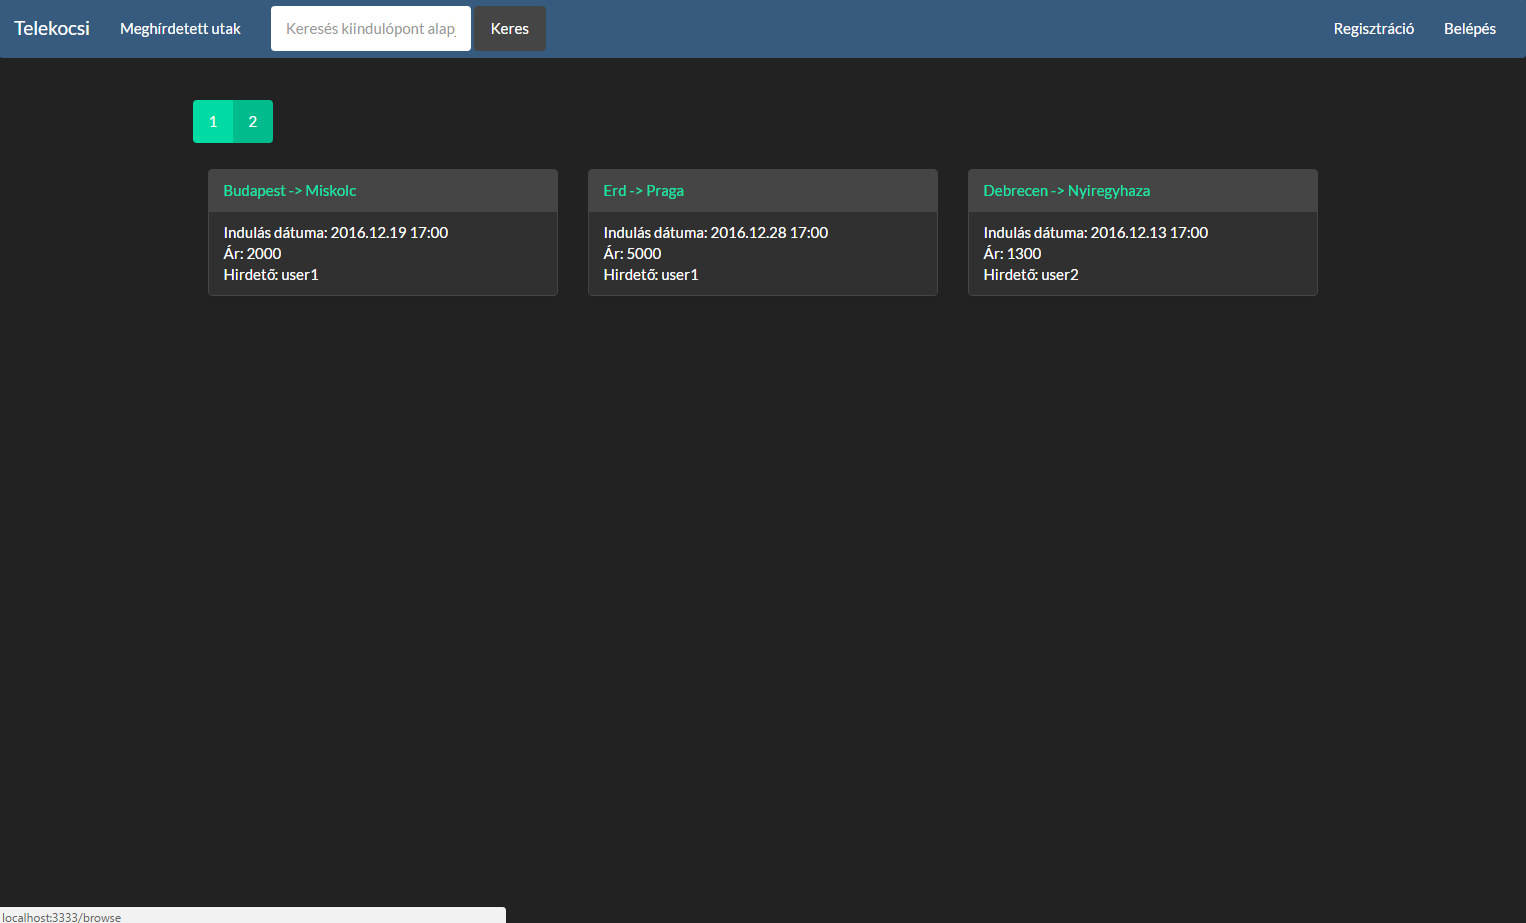 Telekocsi Meghírdetett utak Keresés kiindulópont alap Keres Regisztráció Belépés
1 2
Budapest -> Miskolc
Indulás dátuma: 2016.12.19 17:00
Ár: 2000
Hirdető: user1
Erd -> Praga
Indulás dátuma: 2016.12.28 17:00
Ár: 5000
Hirdető: user1
Debrecen -> Nyiregyhaza
Indulás dátuma: 2016.12.13 17:00
Ár: 1300
Hirdető: user2
localhost:3333/browse